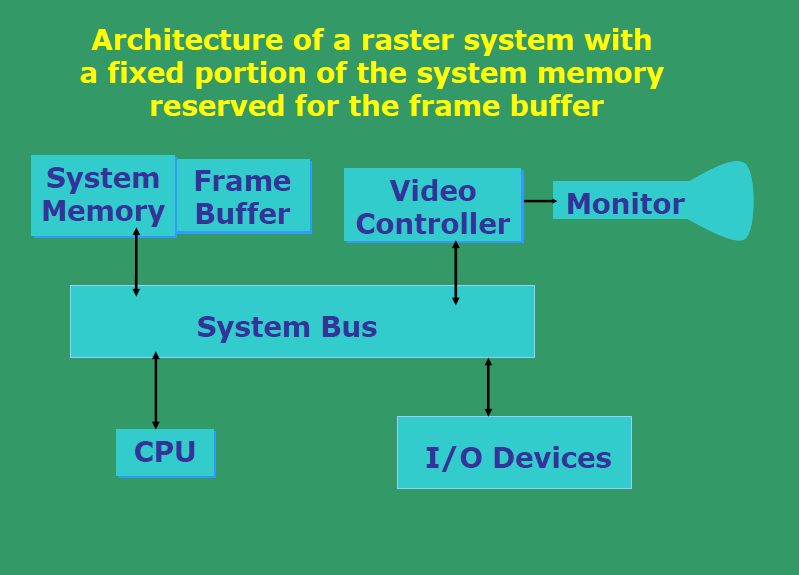 Architecture of a raster system with
a fixed portion of the system memory
reserved for the frame buffer
System
Memory
Frame
Buffer
Video
Controller
Monitor
System Bus
CPU
I/O Devices